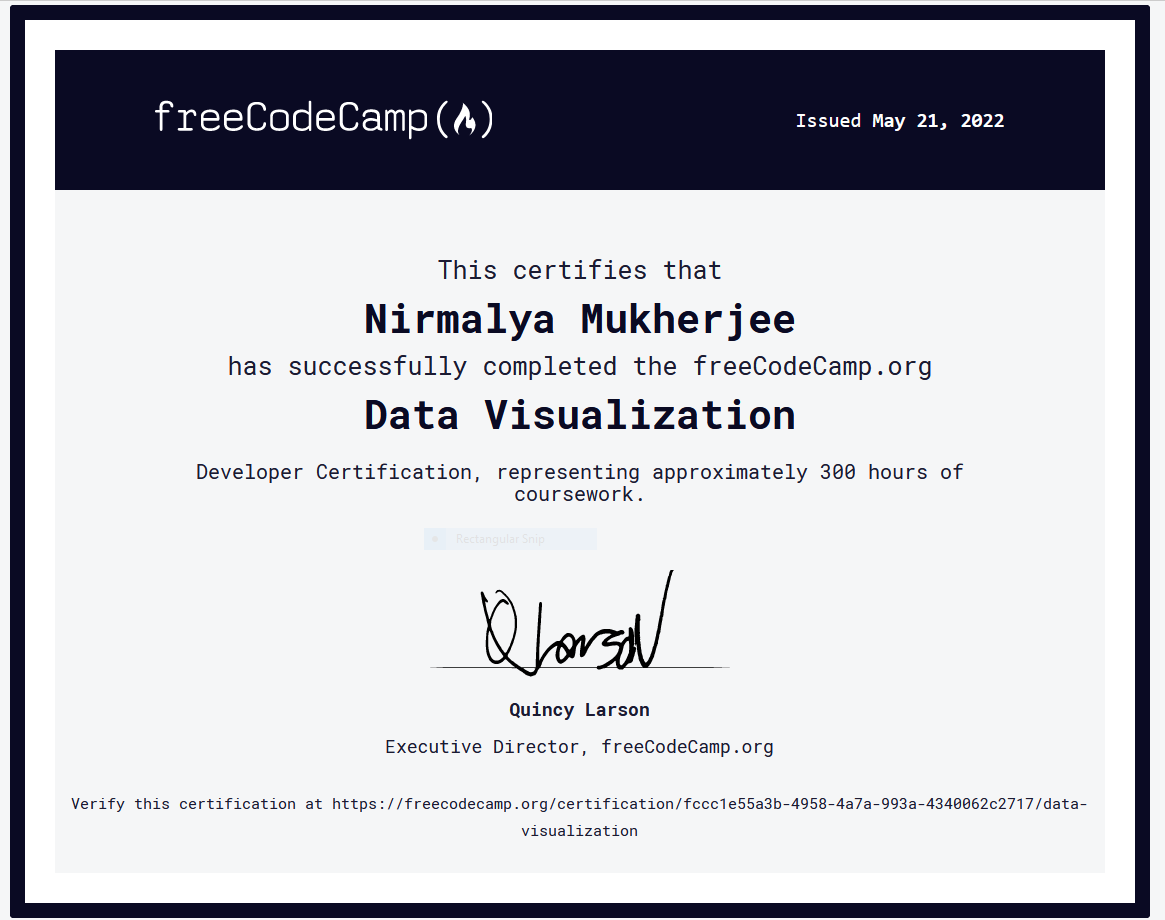 freeCodeCamp(🔥)
Issued May 21, 2022
This certifies that
Nirmalya Mukherjee
has successfully completed the freeCodeCamp.org
Data Visualization
Developer Certification, representing approximately 300 hours of
coursework.
Rectangular Snip
Q Larson
Quincy Larson
Executive Director, freeCodeCamp.org
Verify this certification at https://freecodecamp.org/certification/fccc1e55a3b-4958-4a7a-993a-4340062c2717/data-
visualization